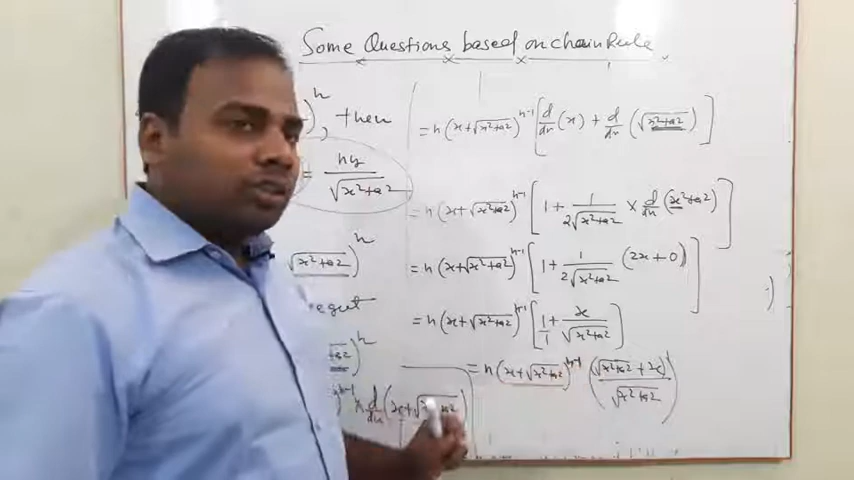 Some Questions based on chain Rule
)^n, then
= ny/√(x²+a²)
√(x²+a²))^n
)^n
)^(n-1) × d/dx (x+√(x²+a²))
= n(x+√(x²+a²))^(n-1) [d/dx (x) + d/dx (√(x²+a²))]
= n(x+√(x²+a²))^(n-1) [1 + 1/(2√(x²+a²)) × d/dx (x²+a²)]
= n(x+√(x²+a²))^(n-1) [1 + 1/(2√(x²+a²)) (2x+0)]
= n(x+√(x²+a²))^(n-1) [1/1 + x/√(x²+a²)]
= n(x+√(x²+a²))^(n-1) ((√(x²+a²) + x)/√(x²+a²))